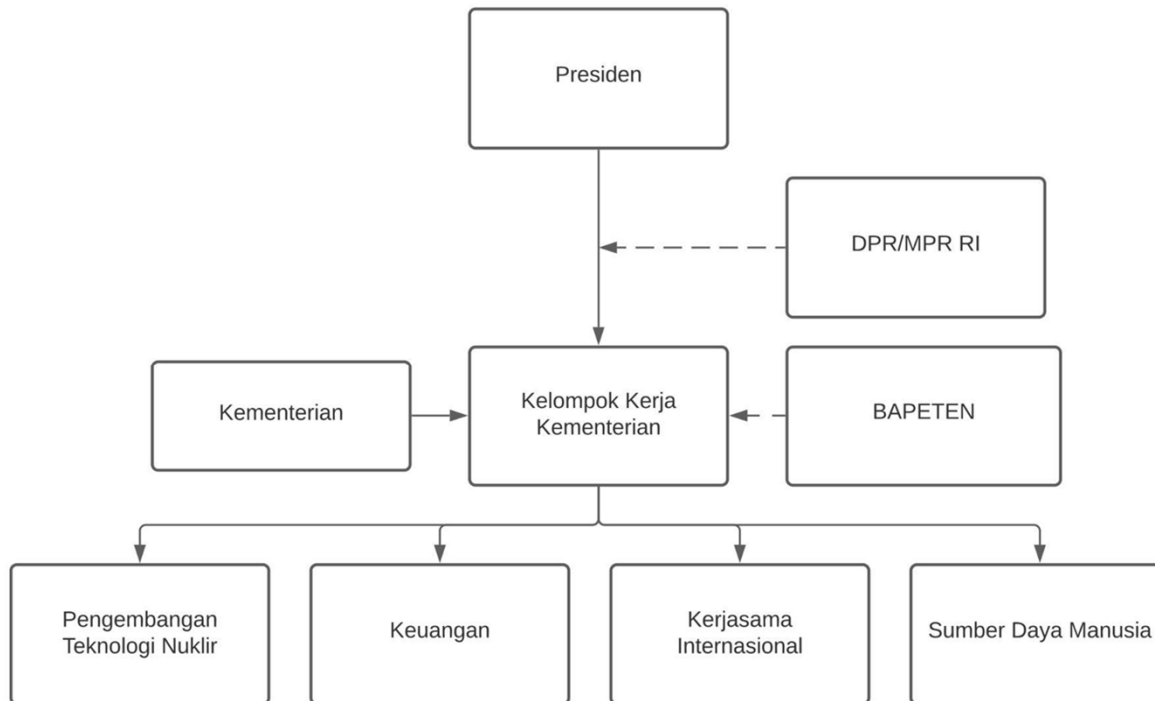 Presiden
DPR/MPR RI
Kementerian
Kelompok Kerja
Kementerian
BAPETEN
Pengembangan
Teknologi Nuklir
Keuangan
Kerjasama
Internasional
Sumber Daya Manusia